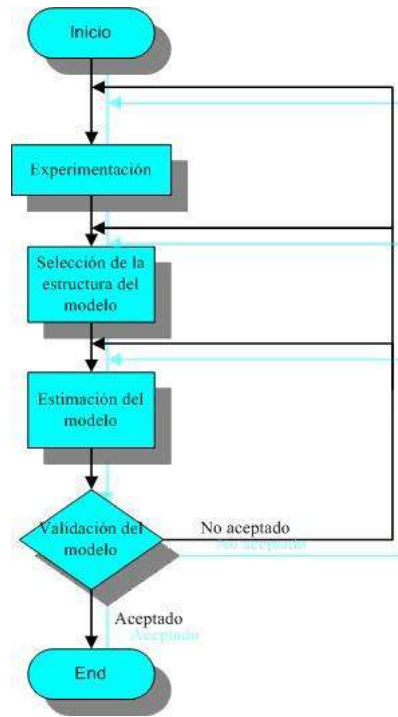 Inicio
Experimentación
Selección de la
estructura del
modelo
Estimación del
modelo
Validación del
modelo
No aceptado
No aceptado
Aceptado
Aceptado
End